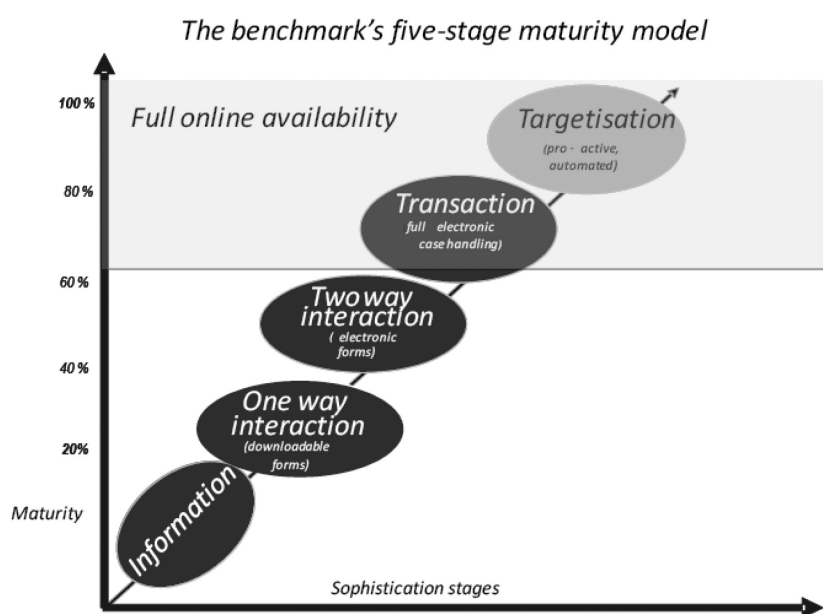 The benchmark's five-stage maturity model
100%
Full online availability
Targetisation
(pro - active,
automated)
80%
Transaction
full electronic
case handling)
60%
Two way
interaction
( electronic
forms)
40%
One way
interaction
(downloadable
forms)
20%
Information
Maturity
Sophistication stages